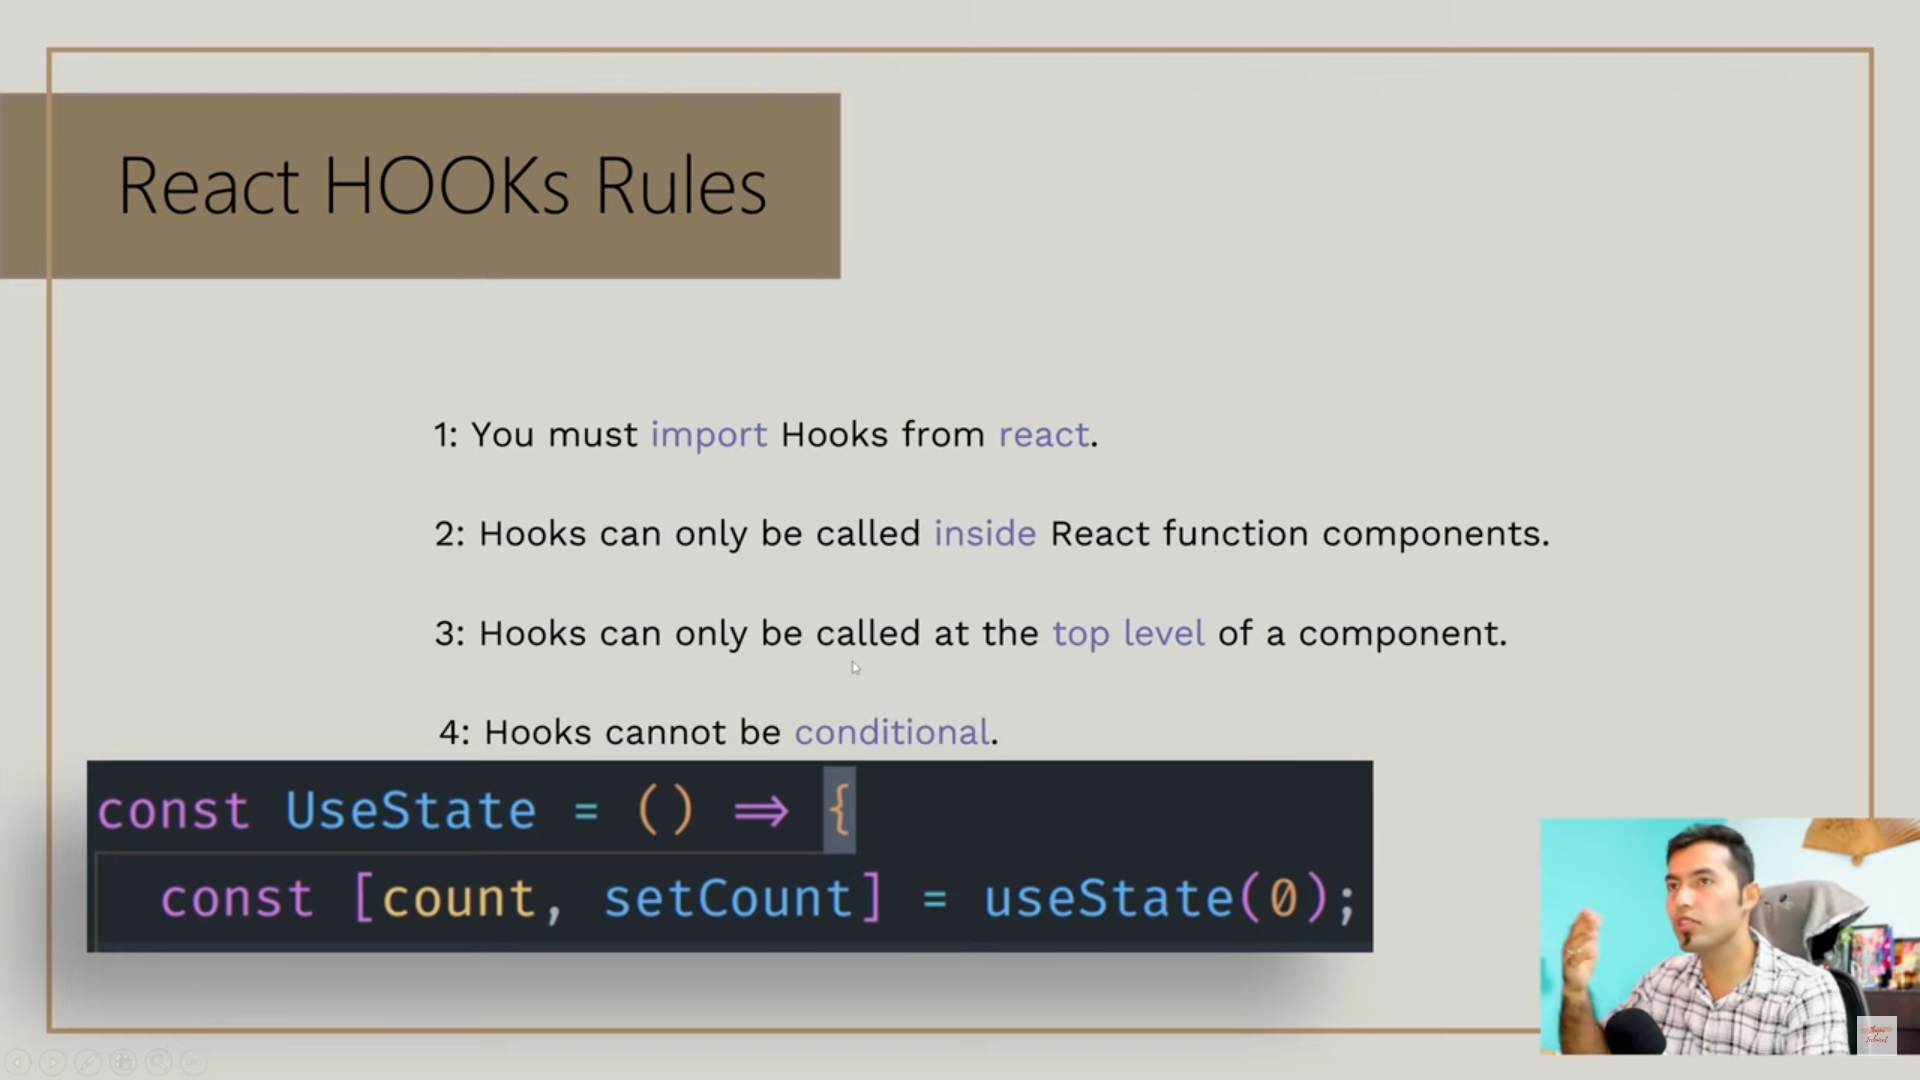 React HOOKs Rules
1: You must import Hooks from react.
2: Hooks can only be called inside React function components.
3: Hooks can only be called at the top level of a component.
4: Hooks cannot be conditional.
const UseState = () => {
const [count, setCount] = useState(0);